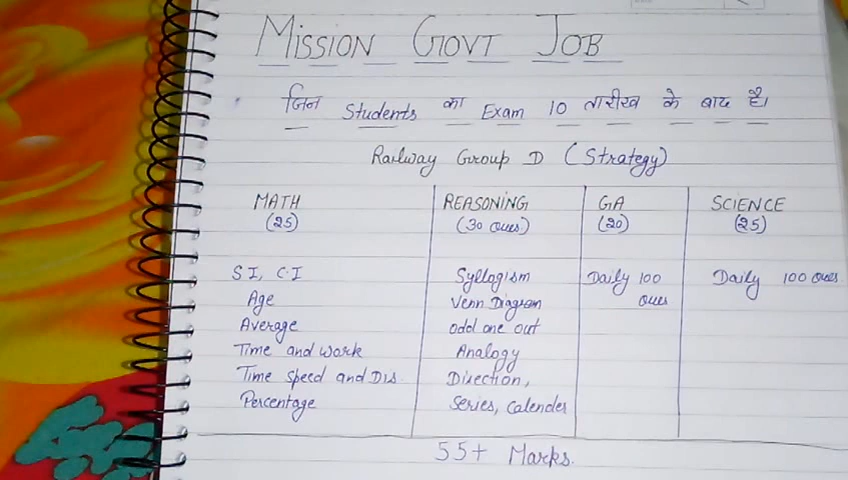 MISSION GOVT JOB
जिन Students का Exam 10 तारीख के बाद है।
Railway Group D (Strategy)
MATH REASONING GA SCIENCE
(25) (30 Ques) (20) (25)
S I, C.I Syllogism Daily 100 Daily 100 Ques
Age Venn Diagram Ques
Average odd one out
Time and work Analogy
Time Speed and Dis. Direction,
Percentage Series, Calender
55+ Marks.